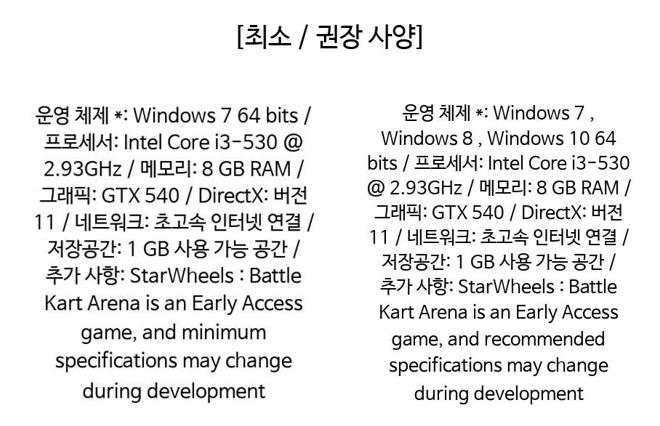 [최소 / 권장 사양]
운영 체제 *: Windows 7 64 bits /
프로세서: Intel Core i3-530 @
2.93GHz / 메모리: 8 GB RAM /
그래픽: GTX 540 / DirectX: 버전
11 / 네트워크: 초고속 인터넷 연결 /
저장공간: 1 GB 사용 가능 공간 /
추가 사항: StarWheels : Battle
Kart Arena is an Early Access
game, and minimum
specifications may change
during development
운영 체제 *: Windows 7 ,
Windows 8 , Windows 10 64
bits / 프로세서: Intel Core i3-530
@ 2.93GHz / 메모리: 8 GB RAM /
그래픽: GTX 540 / DirectX: 버전
11 / 네트워크: 초고속 인터넷 연결 /
저장공간: 1 GB 사용 가능 공간 /
추가 사항: StarWheels : Battle
Kart Arena is an Early Access
game, and recommended
specifications may change
during development